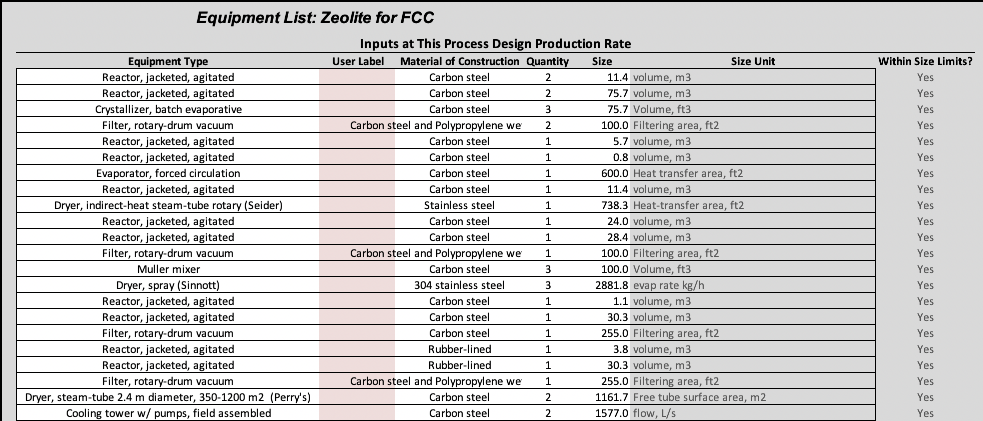 Equipment List: Zeolite for FCC
Inputs at This Process Design Production Rate
Equipment Type User Label Material of Construction Quantity Size Size Unit Within Size Limits?
Reactor, jacketed, agitated Carbon steel 2 11.4 volume, m3 Yes
Reactor, jacketed, agitated Carbon steel 2 75.7 volume, m3 Yes
Crystallizer, batch evaporative Carbon steel 3 75.7 Volume, ft3 Yes
Filter, rotary-drum vacuum Carbon steel and Polypropylene we 2 100.0 Filtering area, ft2 Yes
Reactor, jacketed, agitated Carbon steel 1 5.7 volume, m3 Yes
Reactor, jacketed, agitated Carbon steel 1 0.8 volume, m3 Yes
Evaporator, forced circulation Carbon steel 1 600.0 Heat transfer area, ft2 Yes
Reactor, jacketed, agitated Carbon steel 1 11.4 volume, m3 Yes
Dryer, indirect-heat steam-tube rotary (Seider) Stainless steel 1 738.3 Heat-transfer area, ft2 Yes
Reactor, jacketed, agitated Carbon steel 1 24.0 volume, m3 Yes
Reactor, jacketed, agitated Carbon steel 1 28.4 volume, m3 Yes
Filter, rotary-drum vacuum Carbon steel and Polypropylene we 1 100.0 Filtering area, ft2 Yes
Muller mixer Carbon steel 3 100.0 Volume, ft3 Yes
Dryer, spray (Sinnott) 304 stainless steel 3 2881.8 evap rate kg/h Yes
Reactor, jacketed, agitated Carbon steel 1 1.1 volume, m3 Yes
Reactor, jacketed, agitated Carbon steel 1 30.3 volume, m3 Yes
Filter, rotary-drum vacuum Carbon steel 1 255.0 Filtering area, ft2 Yes
Reactor, jacketed, agitated Rubber-lined 1 3.8 volume, m3 Yes
Reactor, jacketed, agitated Rubber-lined 1 30.3 volume, m3 Yes
Filter, rotary-drum vacuum Carbon steel and Polypropylene we 1 255.0 Filtering area, ft2 Yes
Dryer, steam-tube 2.4 m diameter, 350-1200 m2 (Perry's) Carbon steel 2 1161.7 Free tube surface area, m2 Yes
Cooling tower w/ pumps, field assembled Carbon steel 2 1577.0 flow, L/s Yes